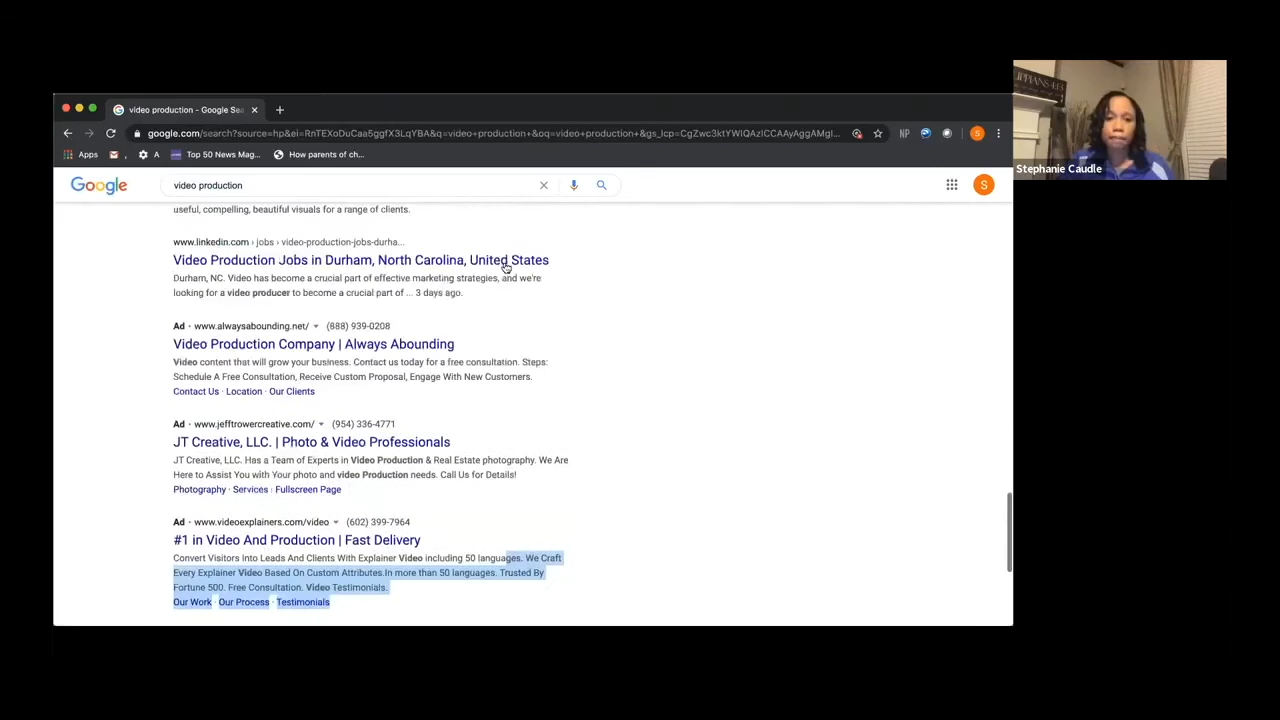 video production - Google Sea
google.com/search?source=hp&ei=RnTEXoDuCaa5ggfX3LqYBA&q=video+production+&oq=video+production+&gs_lcp=CgZwc3ktYWIQAzICCAAyAggAMgI...
NP
S
Apps
A
Top 50 News Mag...
How parents of ch...
Google
video production
S
useful, compelling, beautiful visuals for a range of clients.
www.linkedin.com › jobs › video-production-jobs-durha...
Video Production Jobs in Durham, North Carolina, United States
Durham, NC. Video has become a crucial part of effective marketing strategies, and we're
looking for a video producer to become a crucial part of ... 3 days ago.
Ad · www.alwaysabounding.net/ (888) 939-0208
Video Production Company | Always Abounding
Video content that will grow your business. Contact us today for a free consultation. Steps:
Schedule A Free Consultation, Receive Custom Proposal, Engage With New Customers.
Contact Us · Location · Our Clients
Ad · www.jefftrowercreative.com/ (954) 336-4771
JT Creative, LLC. | Photo & Video Professionals
JT Creative, LLC. Has a Team of Experts in Video Production & Real Estate photography. We Are
Here to Assist You with Your photo and video Production needs. Call Us for Details!
Photography · Services · Fullscreen Page
Ad · www.videoexplainers.com/video (602) 399-7964
#1 in Video And Production | Fast Delivery
Convert Visitors Into Leads And Clients With Explainer Video including 50 languages. We Craft
Every Explainer Video Based On Custom Attributes.In more than 50 languages. Trusted By
Fortune 500. Free Consultation. Video Testimonials.
Our Work · Our Process · Testimonials
Stephanie Caudle